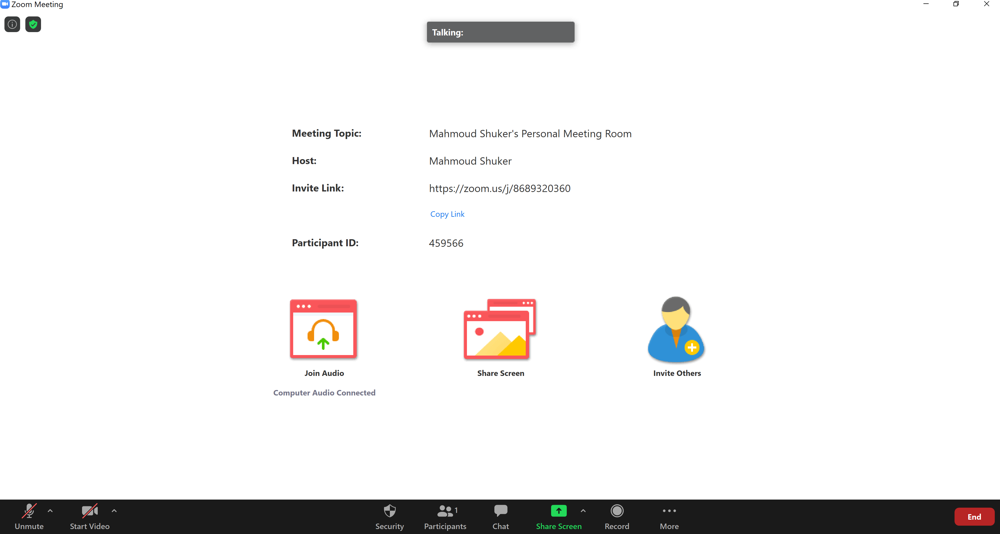 Zoom Meeting
Talking:
Meeting Topic: Mahmoud Shuker's Personal Meeting Room
Host: Mahmoud Shuker
Invite Link: https://zoom.us/j/8689320360
Copy Link
Participant ID: 459566
Join Audio Share Screen Invite Others
Computer Audio Connected
1
Unmute Start Video Security Participants Chat Share Screen Record More End